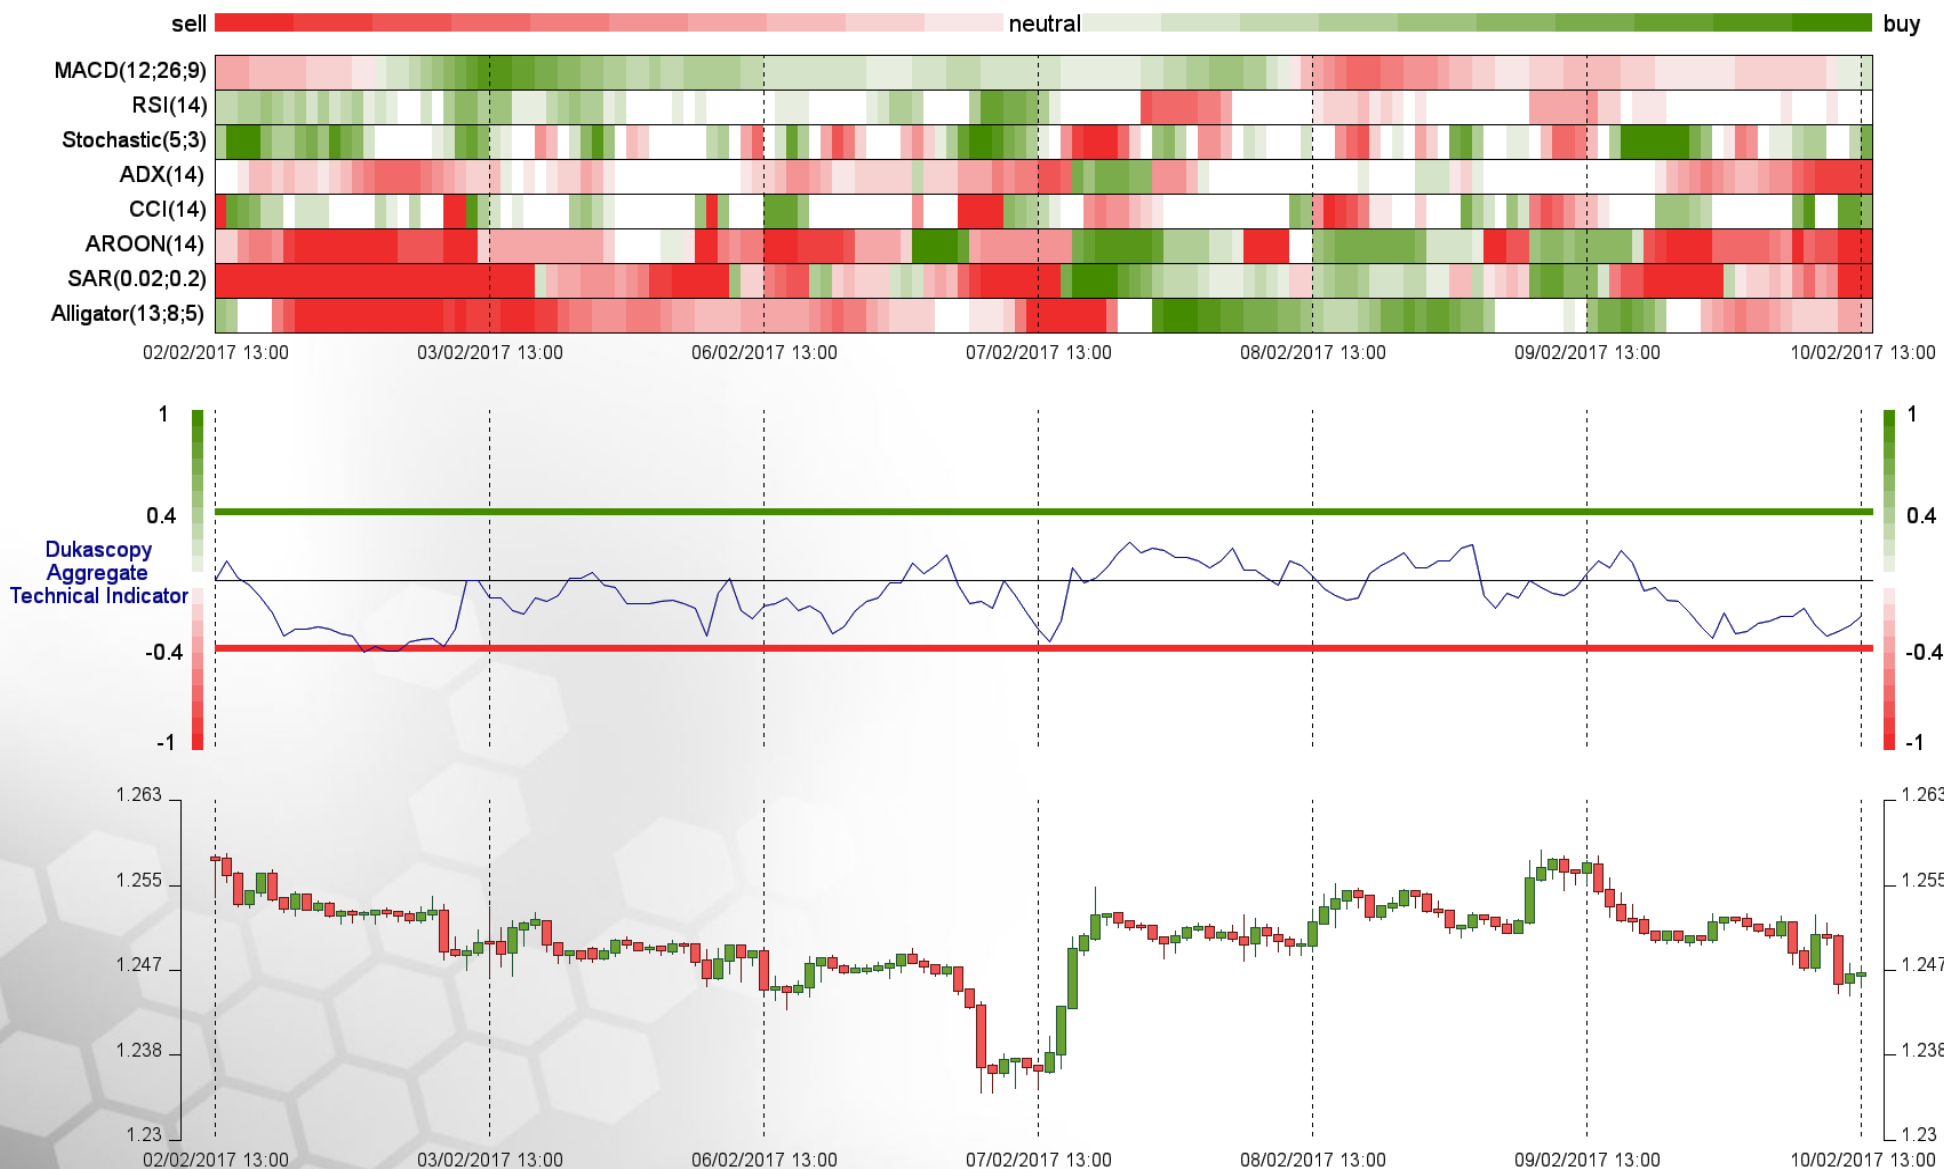 sell neutral buy
MACD(12;26;9)
RSI(14)
Stochastic(5;3)
ADX(14)
CCI(14)
AROON(14)
SAR(0.02;0.2)
Alligator(13;8;5)
02/02/2017 13:00 03/02/2017 13:00 06/02/2017 13:00 07/02/2017 13:00 08/02/2017 13:00 09/02/2017 13:00 10/02/2017 13:00
1 1
0.4 0.4
Dukascopy
Aggregate
Technical Indicator
-0.4 -0.4
-1 -1
1.263 1.263
1.255 1.255
1.247 1.247
1.238 1.238
1.23 1.23
02/02/2017 13:00 03/02/2017 13:00 06/02/2017 13:00 07/02/2017 13:00 08/02/2017 13:00 09/02/2017 13:00 10/02/2017 13:00